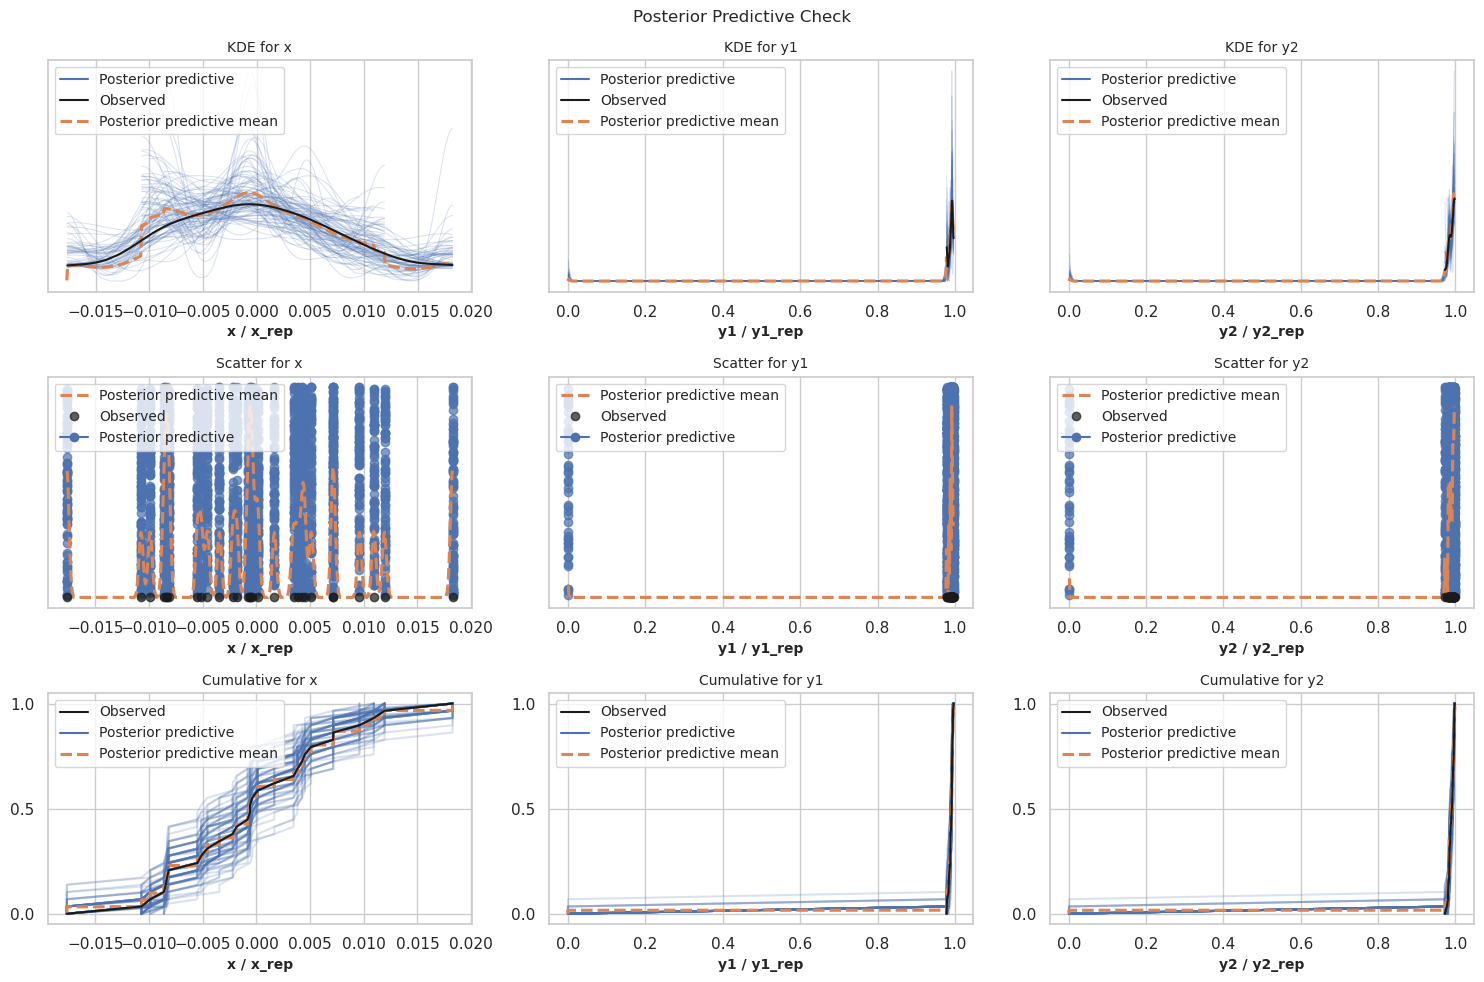 Posterior Predictive Check
KDE for x
Posterior predictive
Observed
Posterior predictive mean
−0.015 −0.010 −0.005 0.000 0.005 0.010 0.015 0.020
x / x_rep
KDE for y1
Posterior predictive
Observed
Posterior predictive mean
0.0 0.2 0.4 0.6 0.8 1.0
y1 / y1_rep
KDE for y2
Posterior predictive
Observed
Posterior predictive mean
0.0 0.2 0.4 0.6 0.8 1.0
y2 / y2_rep
Scatter for x
Posterior predictive mean
Observed
Posterior predictive
−0.015 −0.010 −0.005 0.000 0.005 0.010 0.015 0.020
x / x_rep
Scatter for y1
Posterior predictive mean
Observed
Posterior predictive
0.0 0.2 0.4 0.6 0.8 1.0
y1 / y1_rep
Scatter for y2
Posterior predictive mean
Observed
Posterior predictive
0.0 0.2 0.4 0.6 0.8 1.0
y2 / y2_rep
Cumulative for x
1.0
0.5
0.0
Observed
Posterior predictive
Posterior predictive mean
−0.015 −0.010 −0.005 0.000 0.005 0.010 0.015 0.020
x / x_rep
Cumulative for y1
1.0
0.5
0.0
Observed
Posterior predictive
Posterior predictive mean
0.0 0.2 0.4 0.6 0.8 1.0
y1 / y1_rep
Cumulative for y2
1.0
0.5
0.0
Observed
Posterior predictive
Posterior predictive mean
0.0 0.2 0.4 0.6 0.8 1.0
y2 / y2_rep